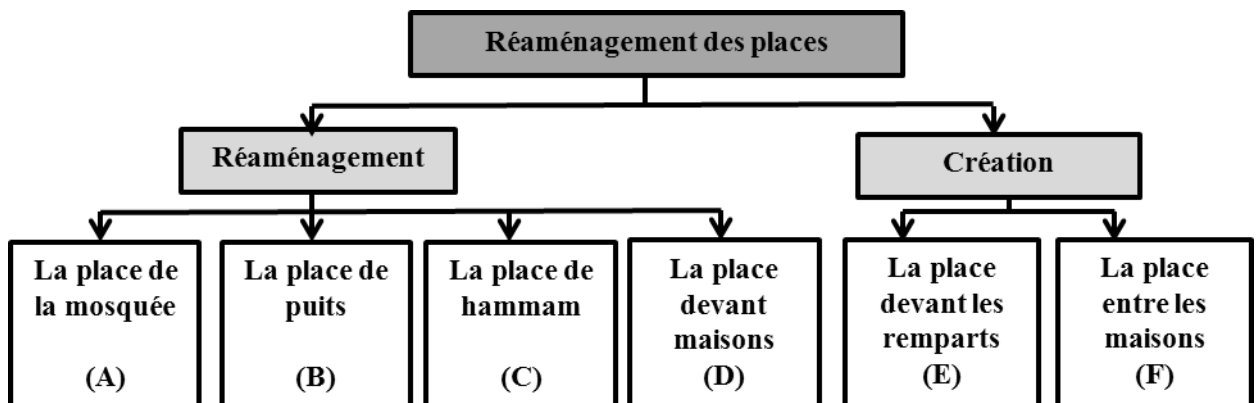 Réaménagement des places
Réaménagement
Création
La place de
la mosquée
(A)
La place de
puits
(B)
La place de
hammam
(C)
La place
devant
maisons
(D)
La place
devant les
remparts
(E)
La place
entre les
maisons
(F)